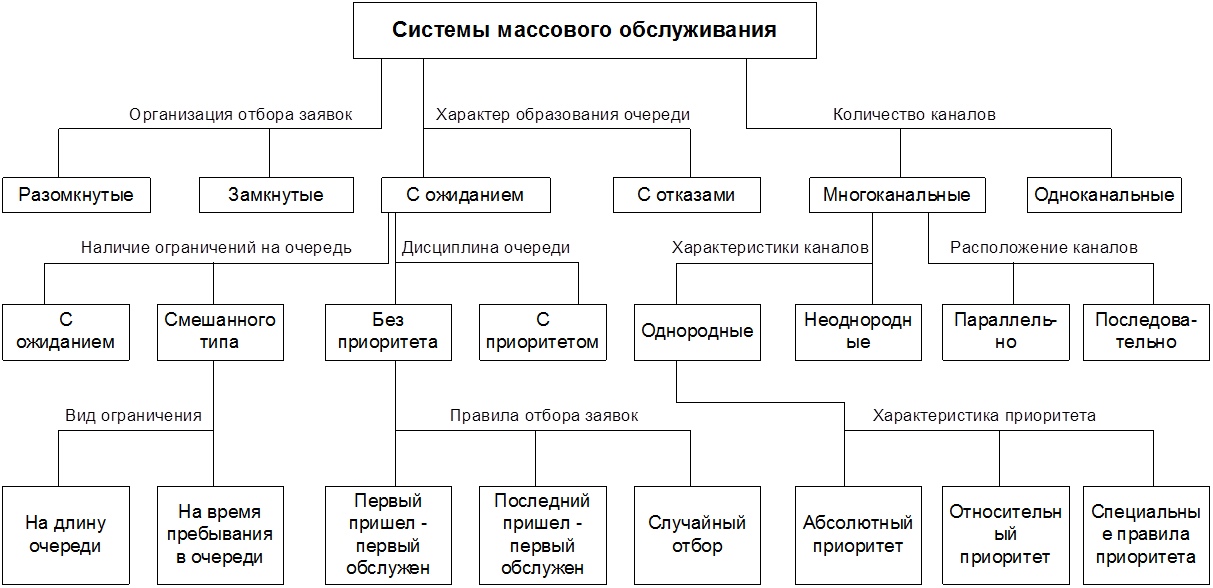 Системы массового обслуживания
Организация отбора заявок
Характер образования очереди
Количество каналов
Разомкнутые
Замкнутые
С ожиданием
С отказами
Многоканальные
Одноканальные
Наличие ограничений на очередь
Дисциплина очереди
Характеристики каналов
Расположение каналов
С
ожиданием
Смешанного
типа
Без
приоритета
С
приоритетом
Однородные
Неоднородн
ые
Параллель-
но
Последова-
тельно
Вид ограничения
Правила отбора заявок
Характеристика приоритета
На длину
очереди
На время
пребывания
в очереди
Первый
пришел -
первый
обслужен
Последний
пришел -
первый
обслужен
Случайный
отбор
Абсолютный
приоритет
Относительн
ый
приоритет
Специальны
е правила
приоритета